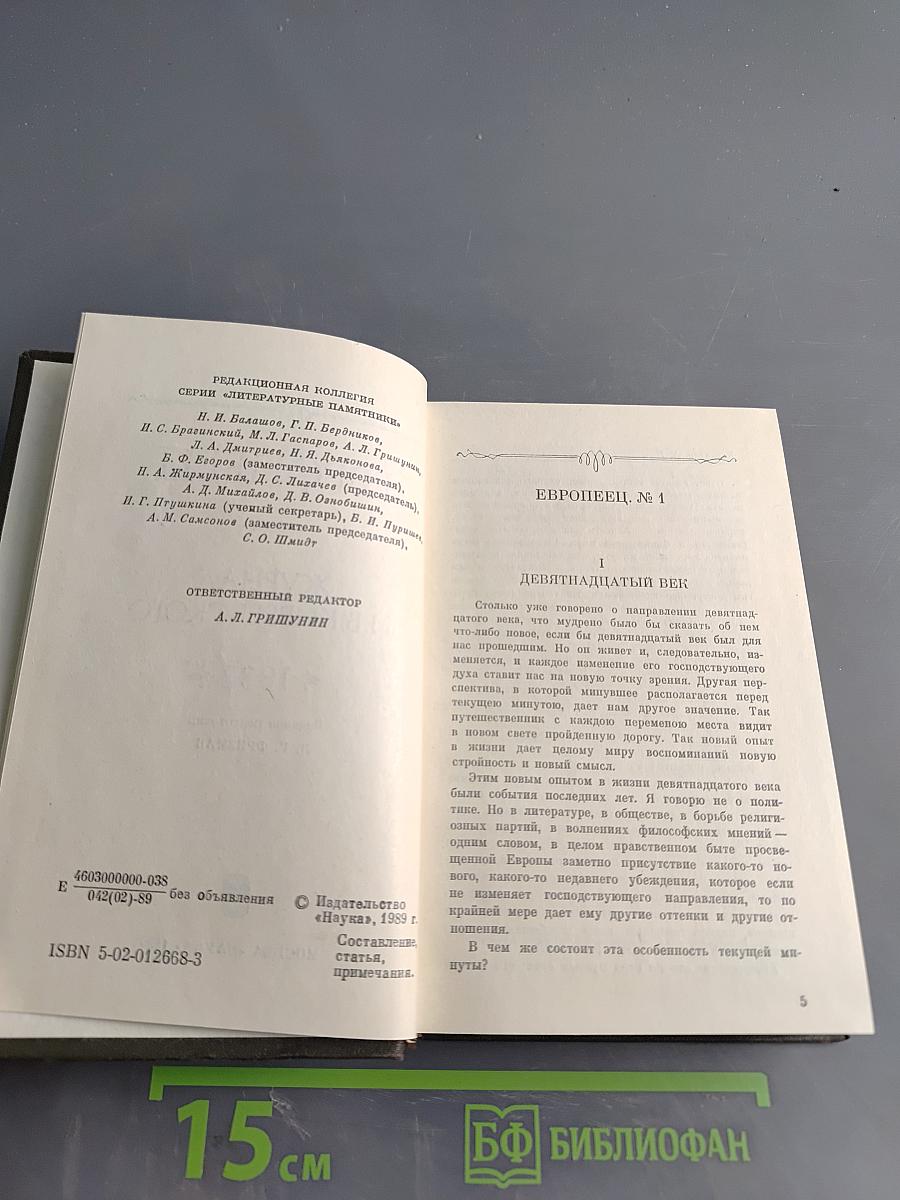 РЕДАКЦИОННАЯ КОЛЛЕГИЯ
СЕРИИ «ЛИТЕРАТУРНЫЕ ПАМЯТНИКИ»
Н. И. Балашов, Г. П. Бердников,
И. С. Брагинский, М. Л. Гаспаров, А. Л. Гришунин,
Л. А. Дмитриев, Н. Я. Дьяконова,
Б. Ф. Егоров (заместитель председателя),
Н. А. Жирмунская, Д. С. Лихачев (председатель),
А. Д. Михайлов, Д. В. Ознобишин,
И. Г. Птушкина (ученый секретарь), Б. И. Пуришев,
А. М. Самсонов (заместитель председателя),
С. О. Шмидт
ОТВЕТСТВЕННЫЙ РЕДАКТОР
А. Л. ГРИШУНИН
Е 4603000000-038
042(02)-89 без объявления
© Издательство
«Наука», 1989 г.
Составление,
статья,
примечания.
ISBN 5-02-012668-3
ЕВРОПЕЕЦ. № 1
I
ДЕВЯТНАДЦАТЫЙ ВЕК
Столько уже говорено о направлении девятнад-
цатого века, что мудрено было бы сказать об нем
что-либо новое, если бы девятнадцатый век был для
нас прошедшим. Но он живет и, следовательно, из-
меняется, и каждое изменение его господствующего
духа ставит нас на новую точку зрения. Другая пер-
спектива, в которой минувшее располагается перед
текущею минутою, дает нам другое значение. Так
путешественник с каждою переменою места видит
в новом свете пройденную дорогу. Так новый опыт
в жизни дает целому миру воспоминаний новую
стройность и новый смысл.
Этим новым опытом в жизни девятнадцатого века
были события последних лет. Я говорю не о поли-
тике. Но в литературе, в обществе, в борьбе религи-
озных партий, в волнениях философских мнений —
одним словом, в целом нравственном быте просве-
щенной Европы заметно присутствие какого-то но-
вого, какого-то недавнего убеждения, которое если
не изменяет господствующего направления, то по
крайней мере дает ему другие оттенки и другие от-
ношения.
В чем же состоит эта особенность текущей ми-
нуты?
5
15 см
БФ БИБЛИОФАН